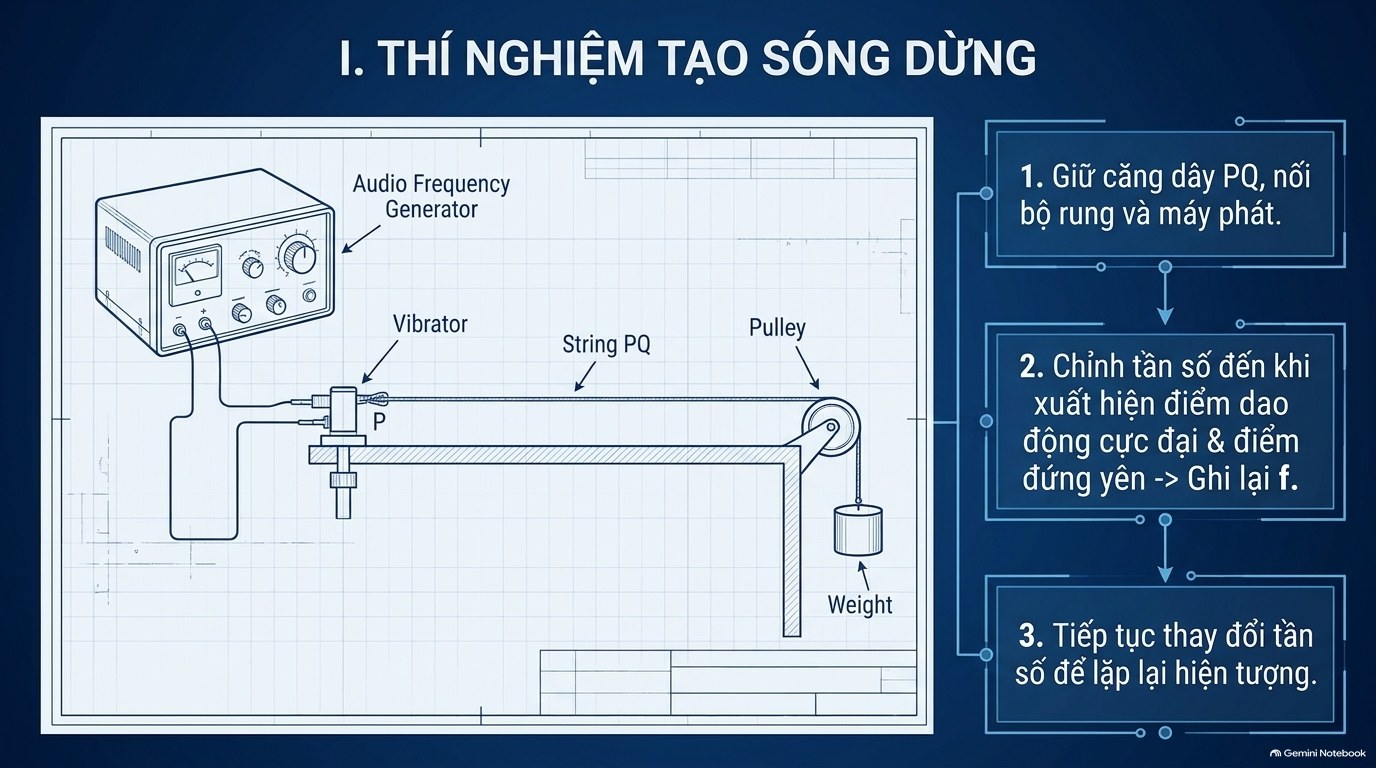 I. THÍ NGHIỆM TẠO SÓNG DỪNG
Audio Frequency
Generator
Vibrator
String PQ
Pulley
P
Weight
1. Giữ căng dây PQ, nối
bộ rung và máy phát.
2. Chỉnh tần số đến khi
xuất hiện điểm dao
động cực đại & điểm
đứng yên -> Ghi lại f.
3. Tiếp tục thay đổi tần
số để lặp lại hiện tượng.
Gemini Notebook